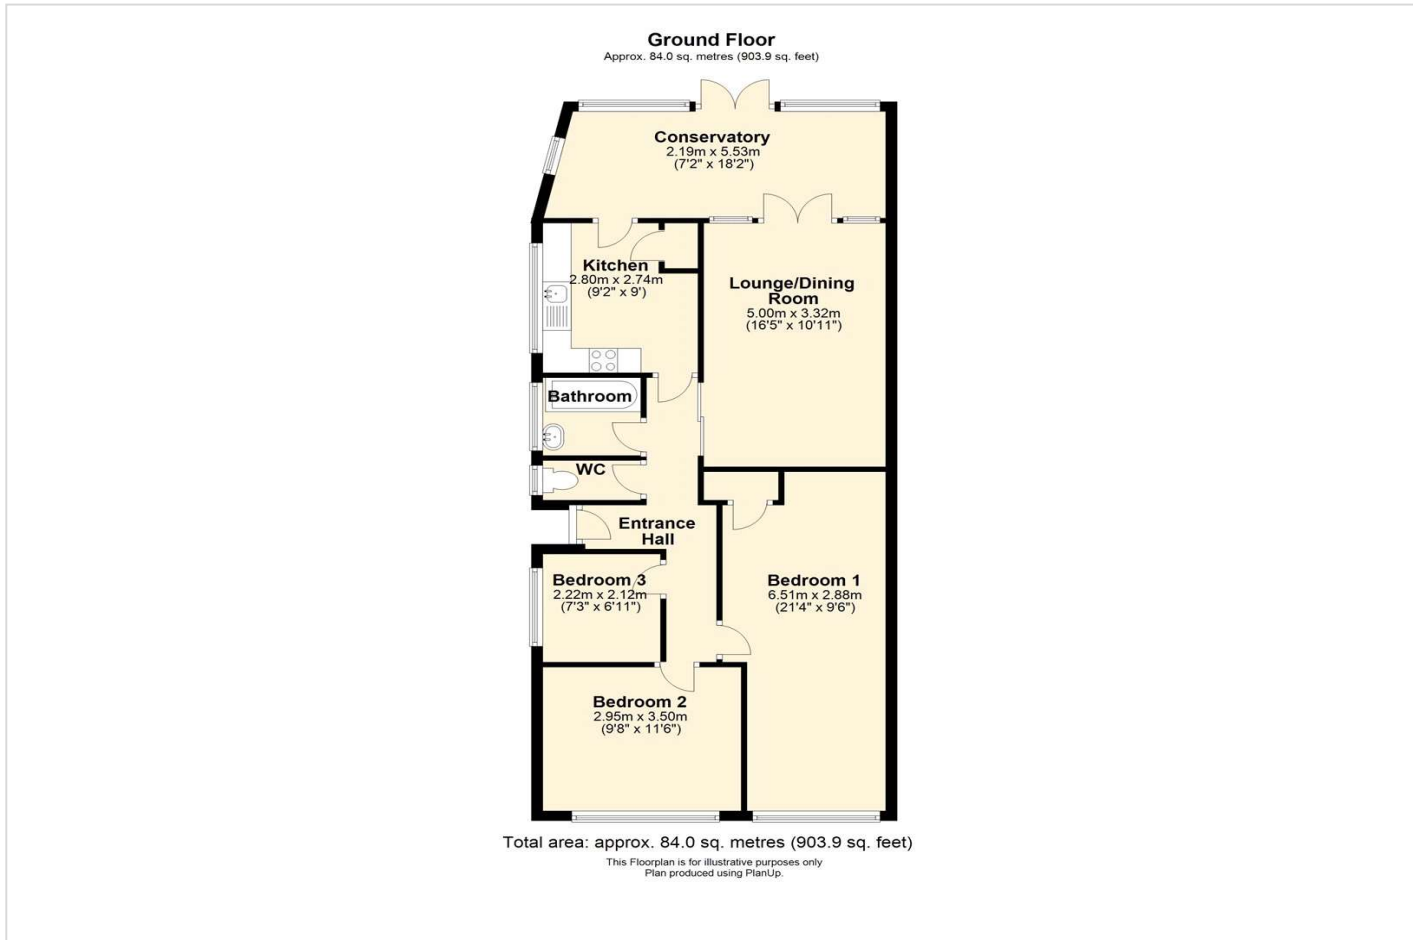 Ground Floor
Approx. 84.0 sq. metres (903.9 sq. feet)
Conservatory
2.19m x 5.53m
(7'2" x 18'2")
Kitchen
2.80m x 2.74m
(9'2" x 9')
Lounge/Dining
Room
5.00m x 3.32m
(16'5" x 10'11")
Bathroom
WC
Entrance
Hall
Bedroom 3
2.22m x 2.12m
(7'3" x 6'11")
Bedroom 1
6.51m x 2.88m
(21'4" x 9'6")
Bedroom 2
2.95m x 3.50m
(9'8" x 11'6")
Total area: approx. 84.0 sq. metres (903.9 sq. feet)
This Floorplan is for illustrative purposes only
Plan produced using PlanUp.